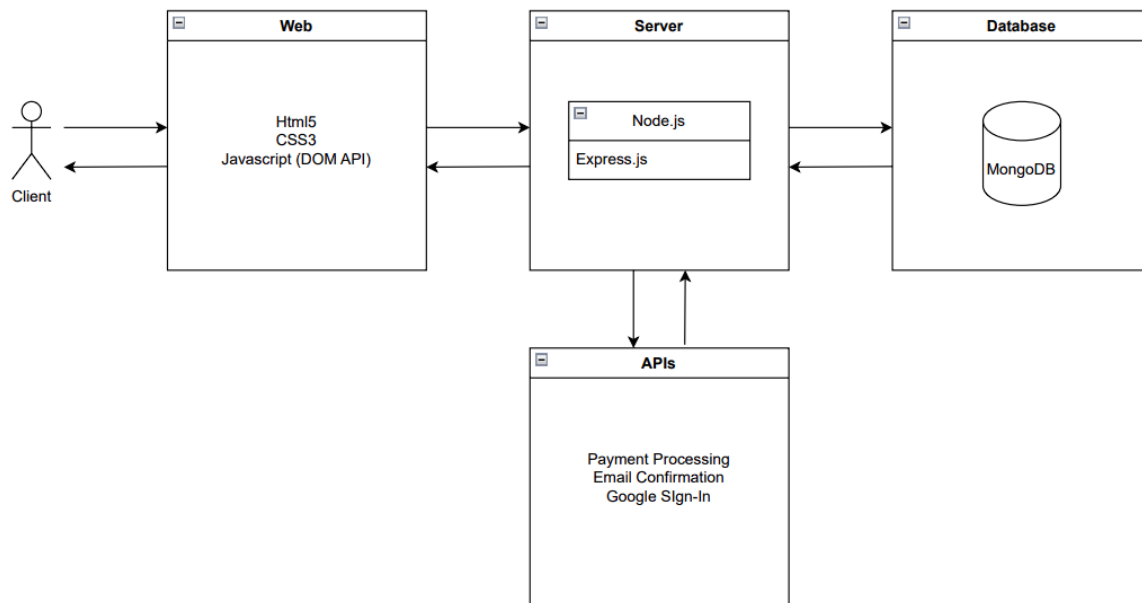 Web
Html5
CSS3
Javascript (DOM API)
Client
Server
Node.js
Express.js
Database
MongoDB
APIs
Payment Processing
Email Confirmation
Google SIgn-In